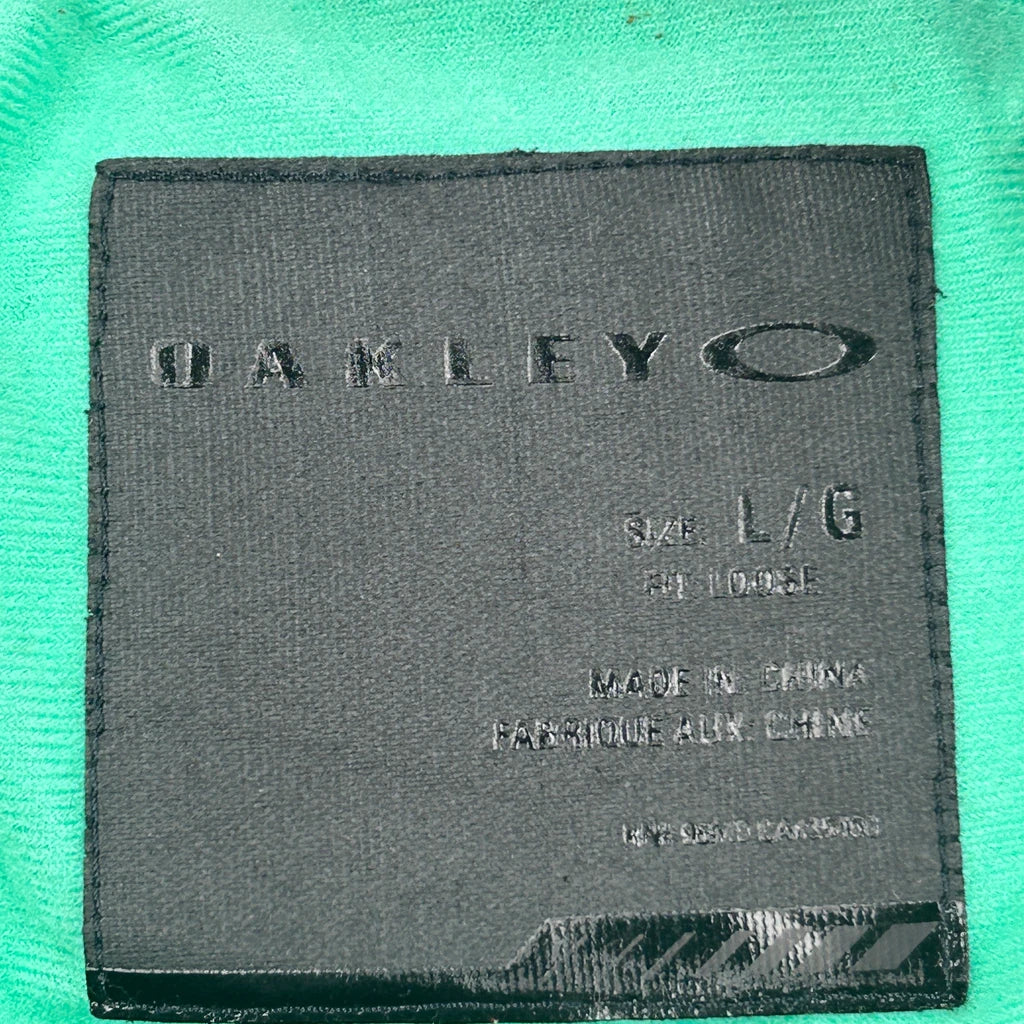 OAKLEY
SIZE: L/G
FIT: LOOSE
MADE IN: CHINA
FABRIQUE AUX: CHINE